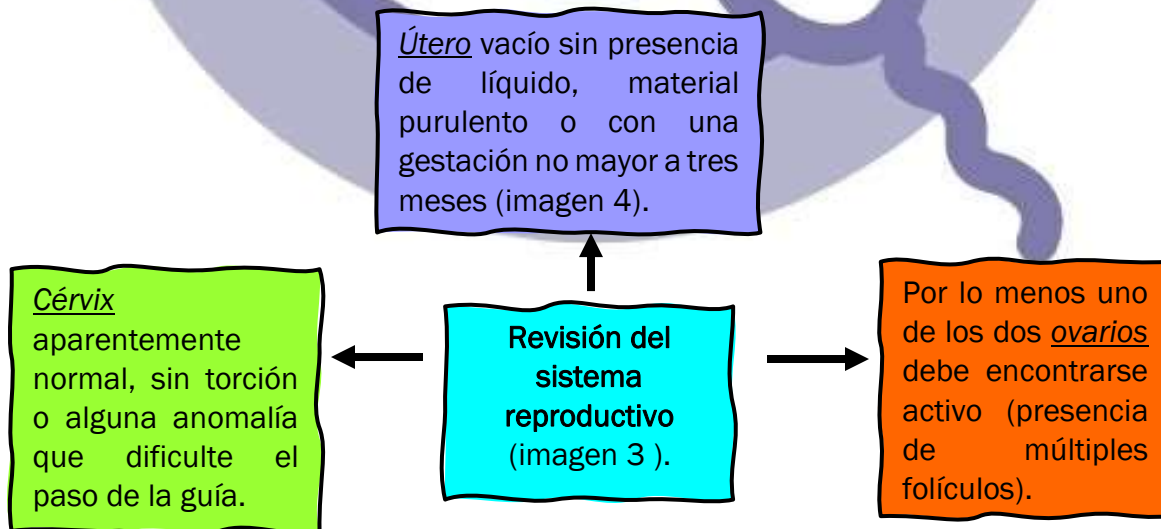 Útero vacío sin presencia
de líquido, material
purulento o con una
gestación no mayor a tres
meses (imagen 4).
Cérvix
aparentemente
normal, sin torción
o alguna anomalía
que dificulte el
paso de la guía.
Revisión del
sistema
reproductivo
(imagen 3 ).
Por lo menos uno
de los dos ovarios
debe encontrarse
activo (presencia
de múltiples
folículos).